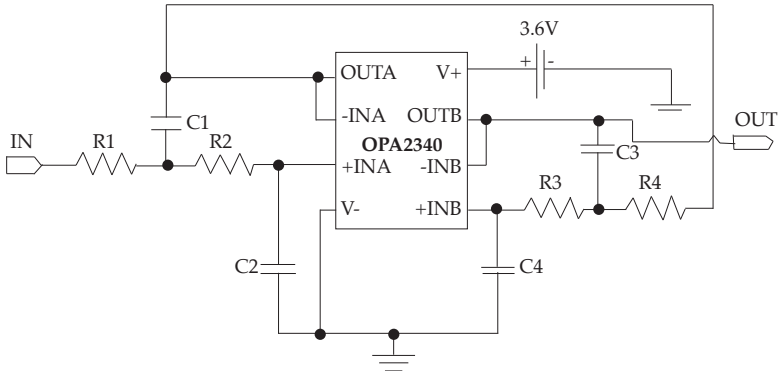 3.6V
+ -
OUTA V+
C1
-INA OUTB
OUT
IN R1 R2
OPA2340
C3
+INA -INB
R3 R4
V- +INB
C2 C4